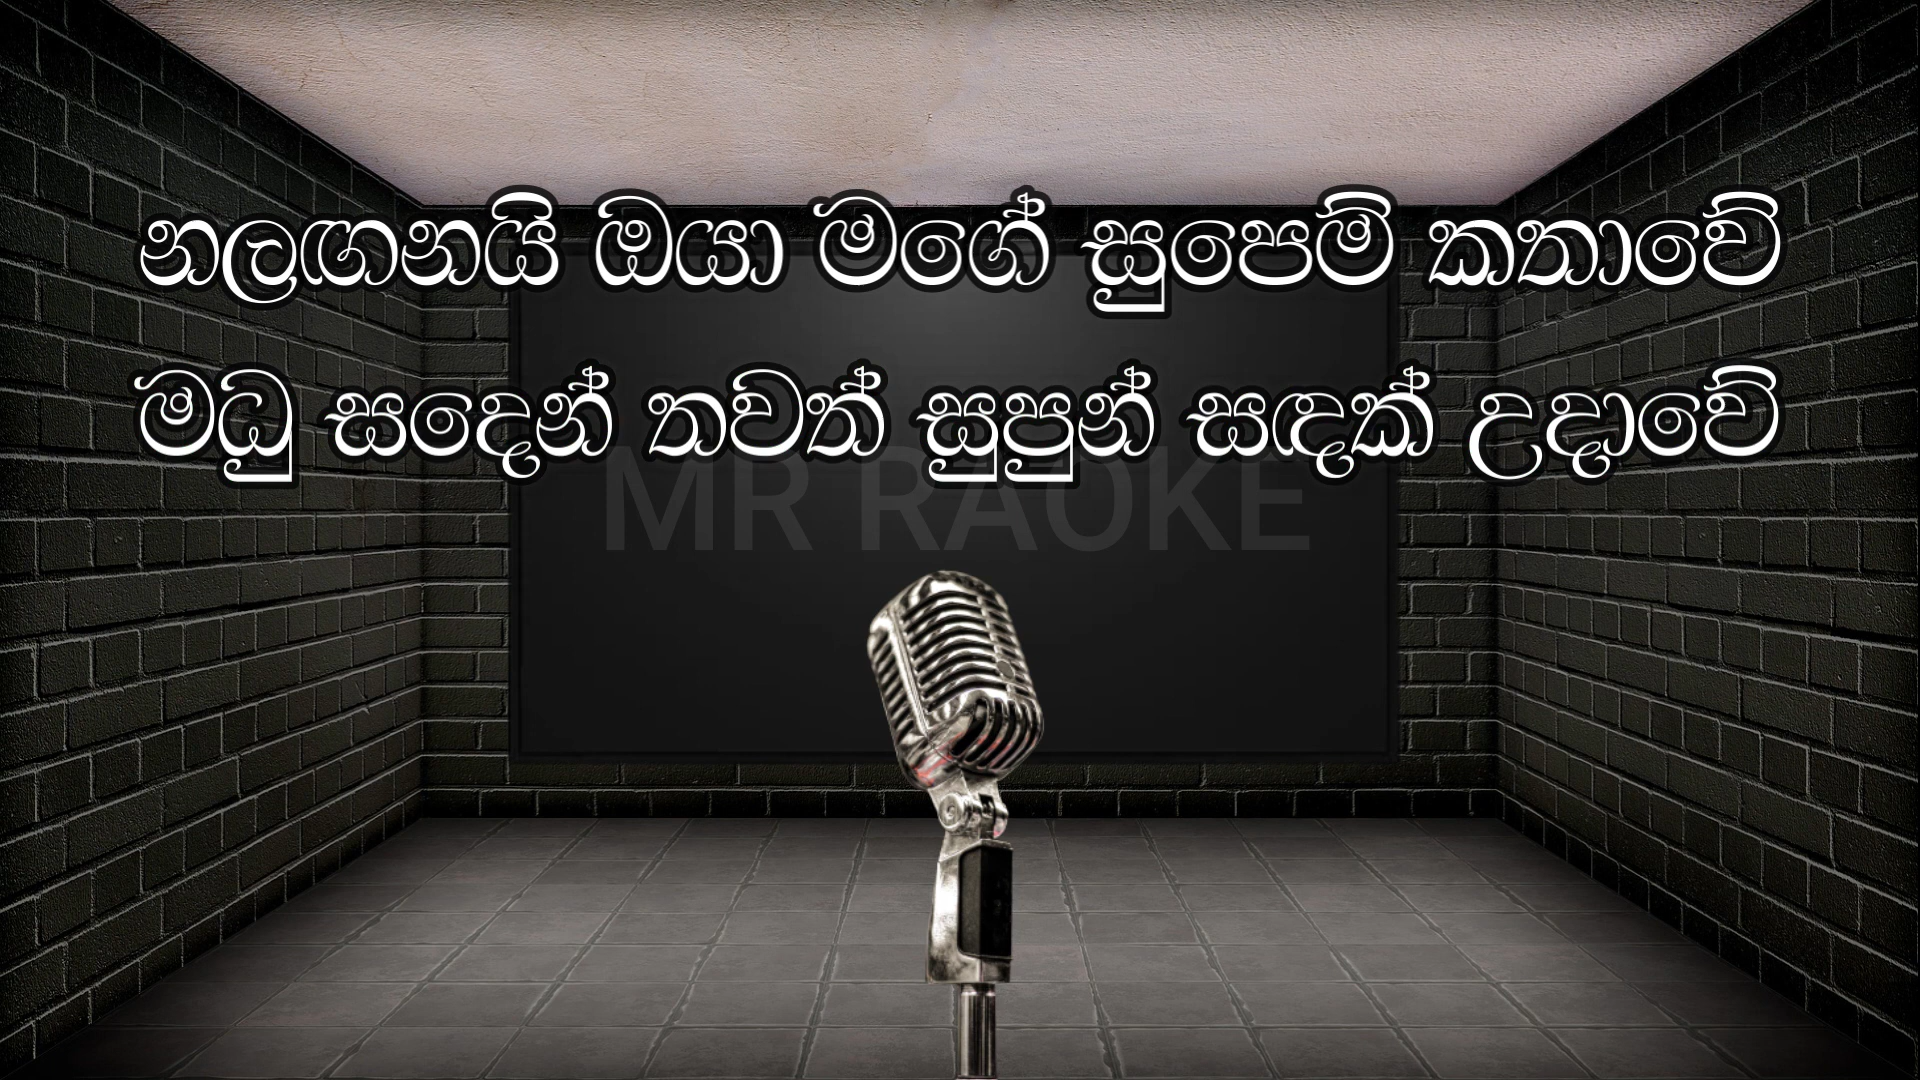 නලඟනයි ඔයා මගේ සුපෙම් කතාවේ
මධු සදෙන් තවත් සුපුන් සඳක් උදාවේ
MR RAOKE